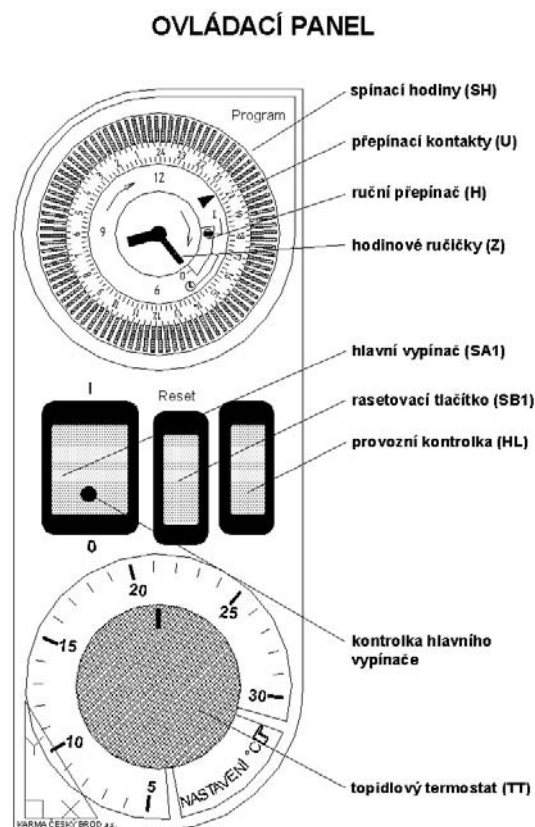 OVLÁDACÍ PANEL
Program
spínací hodiny (SH)
přepínací kontakty (U)
ruční přepínač (H)
hodinové ručičky (Z)
12
9
6
I
0
hlavní vypínač (SA1)
I
Reset
rasetovací tlačítko (SB1)
provozní kontrolka (HL)
0
20
25
15
30
10
5
kontrolka hlavního
vypínače
NASTAVENÍ °C
topidlový termostat (TT)
KARMA ČESKÝ BROD a.s.